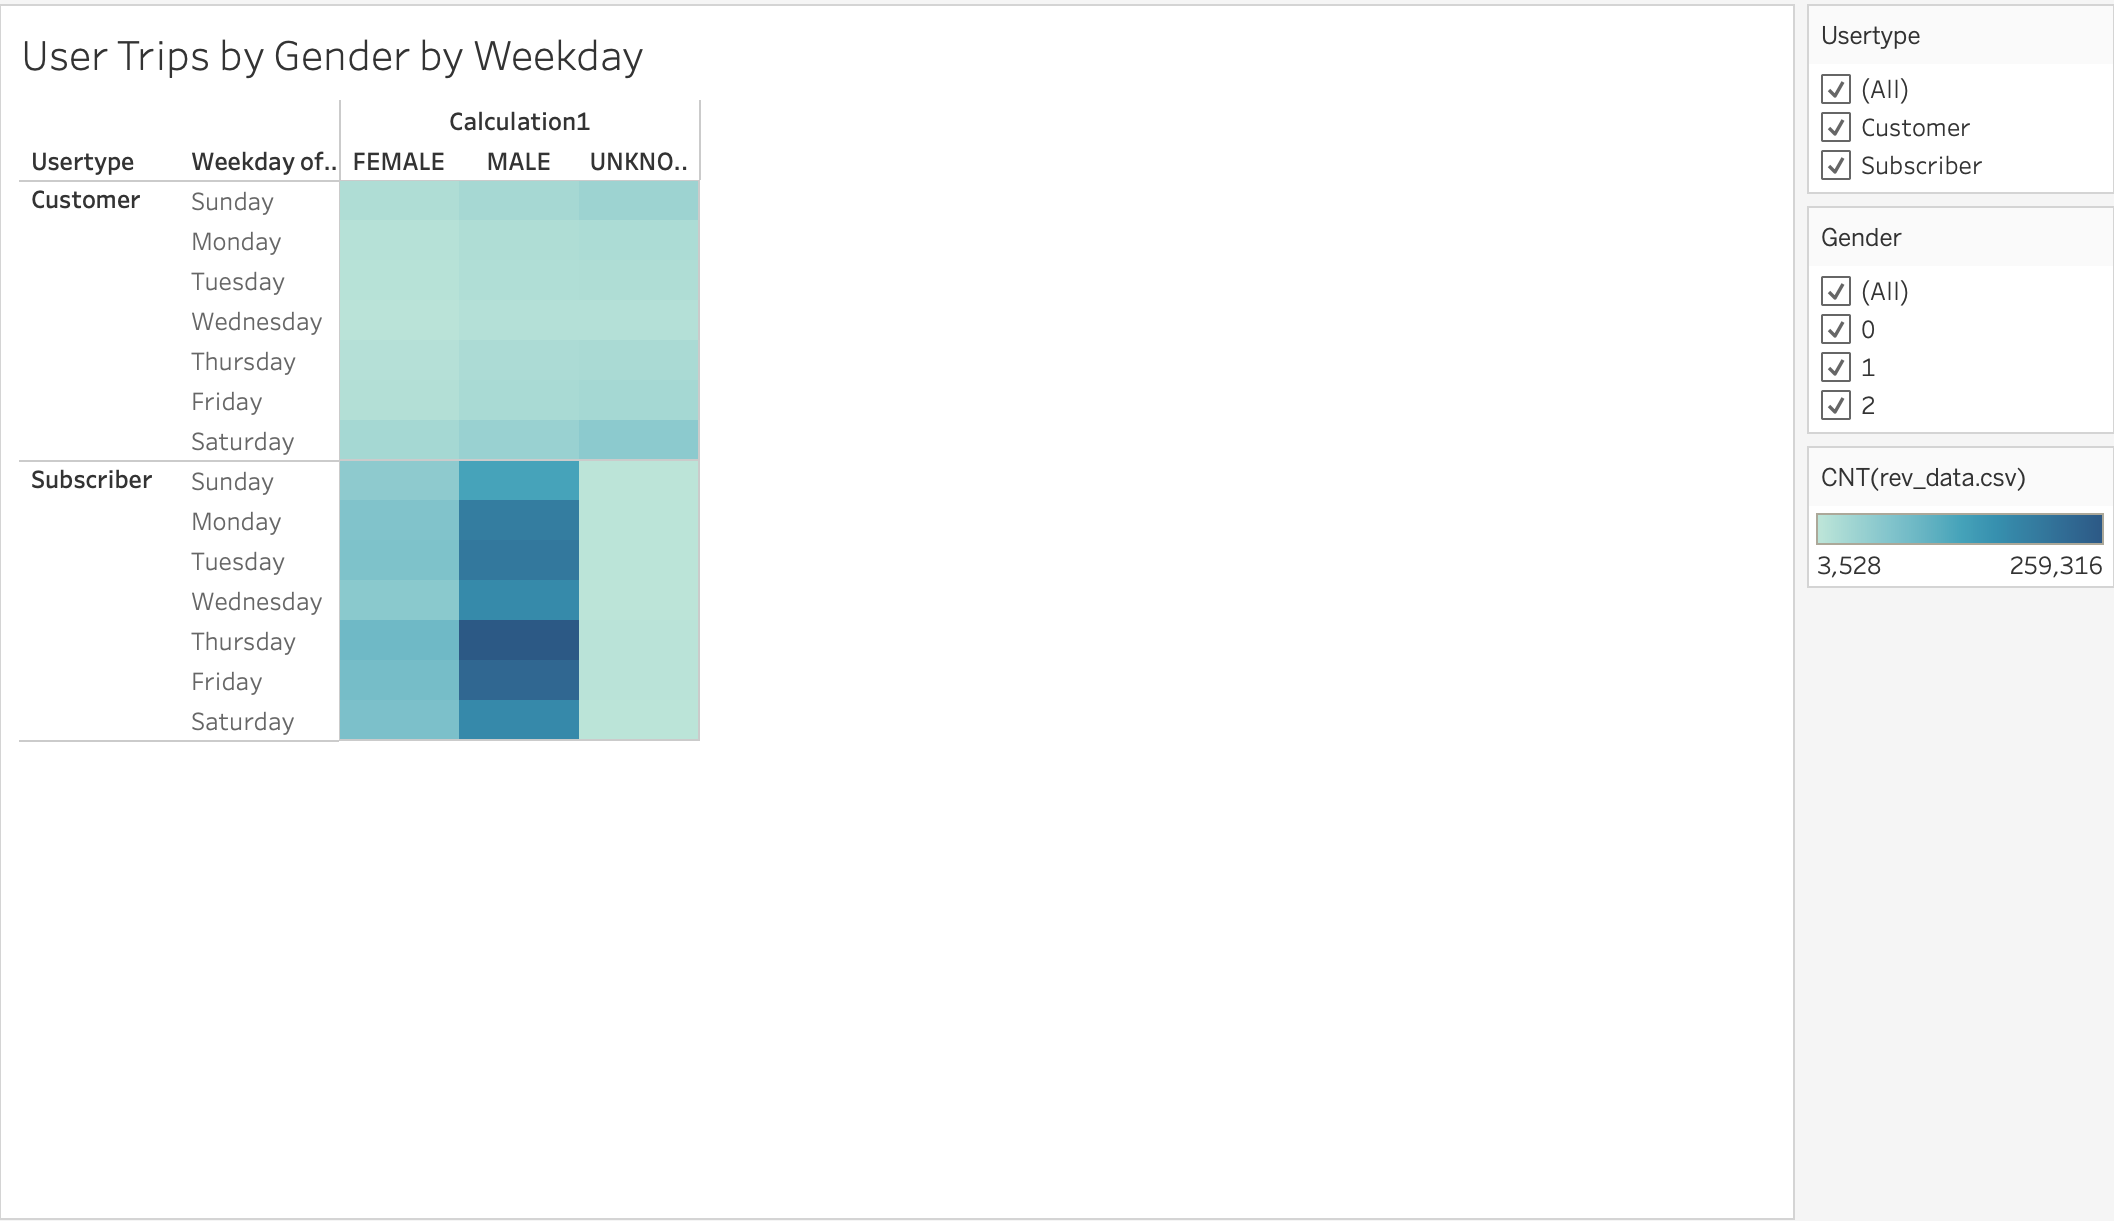 User Trips by Gender by Weekday
Calculation1
Usertype Weekday of.. FEMALE MALE UNKNO..
Customer Sunday
Monday
Tuesday
Wednesday
Thursday
Friday
Saturday
Subscriber Sunday
Monday
Tuesday
Wednesday
Thursday
Friday
Saturday
Usertype
(All)
Customer
Subscriber
Gender
(All)
0
1
2
CNT(rev_data.csv)
3,528 259,316